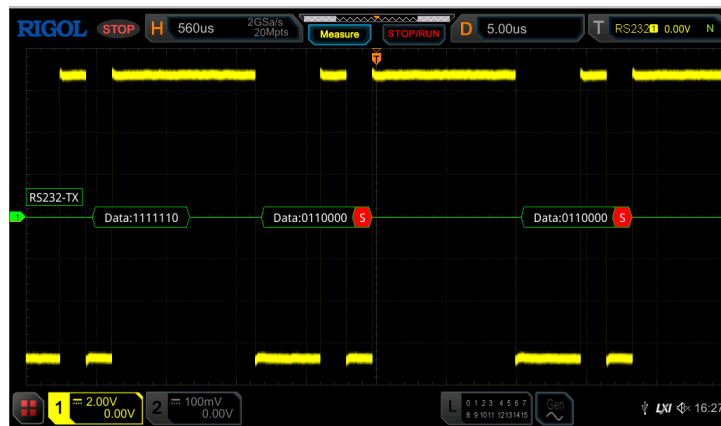 RIGOL STOP H 560us 2GSa/s 20Mpts Measure STOP/RUN D 5.00us T RS232 1 0.00V N
T
RS232-TX
1 Data:1111110 Data:0110000 S Data:0110000 S
1 2.00V 0.00V 2 100mV 0.00V L 0 1 2 3 4 5 6 7 Gen LXI 16:27
8 9 10 11 12 13 14 15